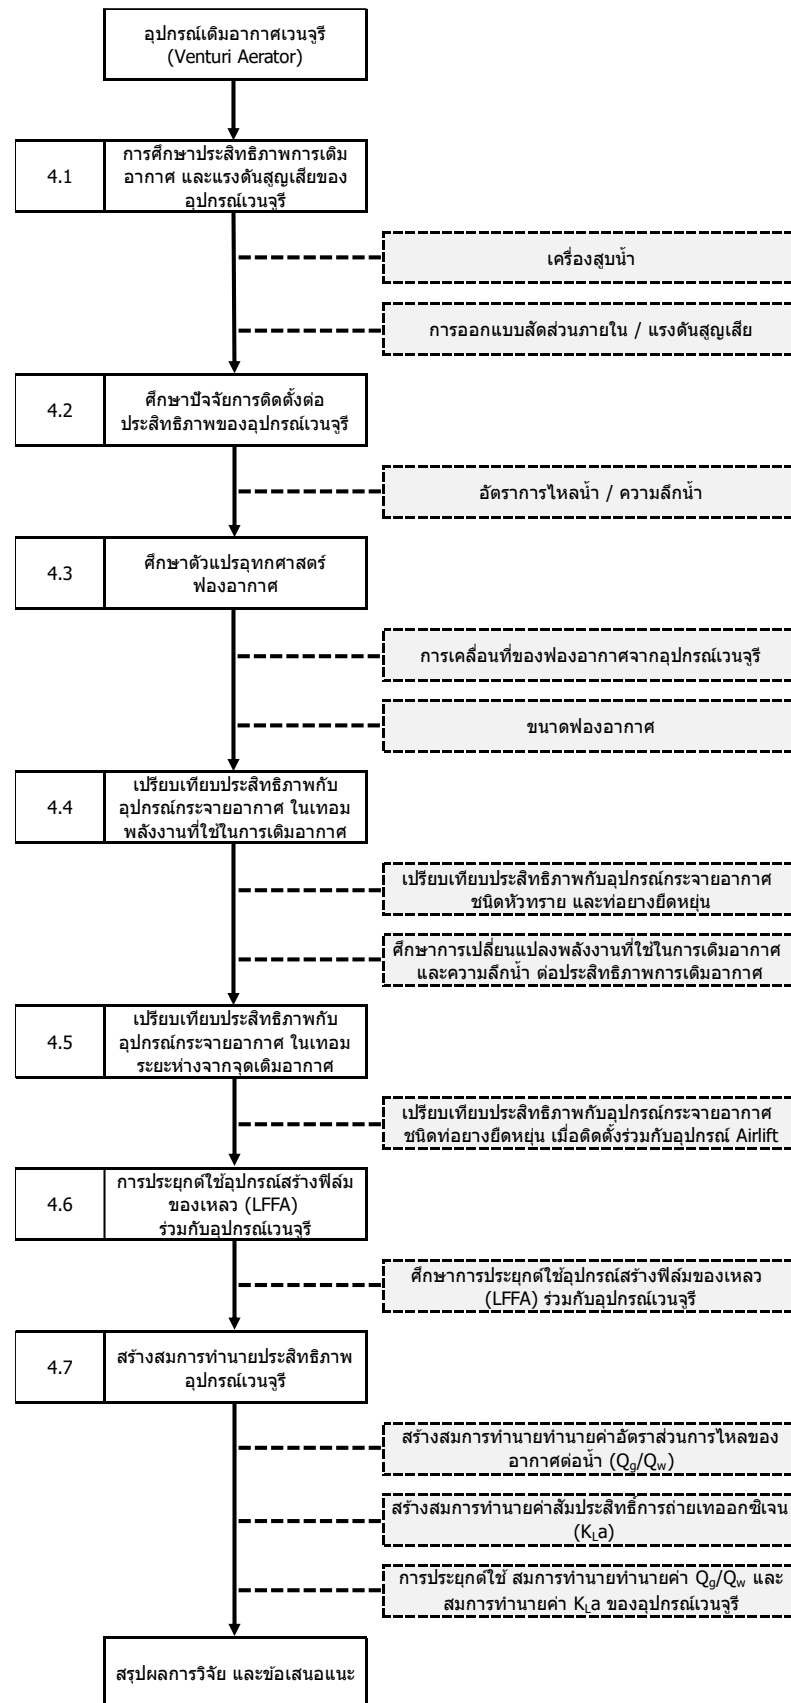 อุปกรณ์เติมอากาศเวนจูรี
(Venturi Aerator)
4.1
การศึกษาประสิทธิภาพการเติม
อากาศ และแรงดันสูญเสียของ
อุปกรณ์เวนจูรี
เครื่องสูบน้ำ
การออกแบบสัดส่วนภายใน / แรงดันสูญเสีย
4.2
ศึกษาปัจจัยการติดตั้งต่อ
ประสิทธิภาพของอุปกรณ์เวนจูรี
อัตราการไหลน้ำ / ความลึกน้ำ
4.3
ศึกษาตัวแปรอุทกศาสตร์
ฟองอากาศ
การเคลื่อนที่ของฟองอากาศจากอุปกรณ์เวนจูรี
ขนาดฟองอากาศ
4.4
เปรียบเทียบประสิทธิภาพกับ
อุปกรณ์กระจายอากาศ ในเทอม
พลังงานที่ใช้ในการเติมอากาศ
เปรียบเทียบประสิทธิภาพกับอุปกรณ์กระจายอากาศ
ชนิดหัวทราย และท่อยางยืดหยุ่น
ศึกษาการเปลี่ยนแปลงพลังงานที่ใช้ในการเติมอากาศ
และความลึกน้ำ ต่อประสิทธิภาพการเติมอากาศ
4.5
เปรียบเทียบประสิทธิภาพกับ
อุปกรณ์กระจายอากาศ ในเทอม
ระยะห่างจากจุดเติมอากาศ
เปรียบเทียบประสิทธิภาพกับอุปกรณ์กระจายอากาศ
ชนิดท่อยางยืดหยุ่น เมื่อติดตั้งร่วมกับอุปกรณ์ Airlift
4.6
การประยุกต์ใช้อุปกรณ์สร้างฟิล์ม
ของเหลว (LFFA)
ร่วมกับอุปกรณ์เวนจูรี
ศึกษาการประยุกต์ใช้อุปกรณ์สร้างฟิล์มของเหลว
(LFFA) ร่วมกับอุปกรณ์เวนจูรี
4.7
สร้างสมการทำนายประสิทธิภาพ
อุปกรณ์เวนจูรี
สร้างสมการทำนายทำนายค่าอัตราส่วนการไหลของ
อากาศต่อน้ำ (Qg/Qw)
สร้างสมการทำนายค่าสัมประสิทธิ์การถ่ายเทออกซิเจน
(KLa)
การประยุกต์ใช้ สมการทำนายทำนายค่า Qg/Qw และ
สมการทำนายค่า KLa ของอุปกรณ์เวนจูรี
สรุปผลการวิจัย และข้อเสนอแนะ